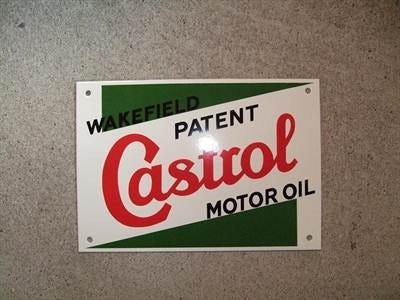 WAKEFIELD
PATENT
Castrol
MOTOR OIL